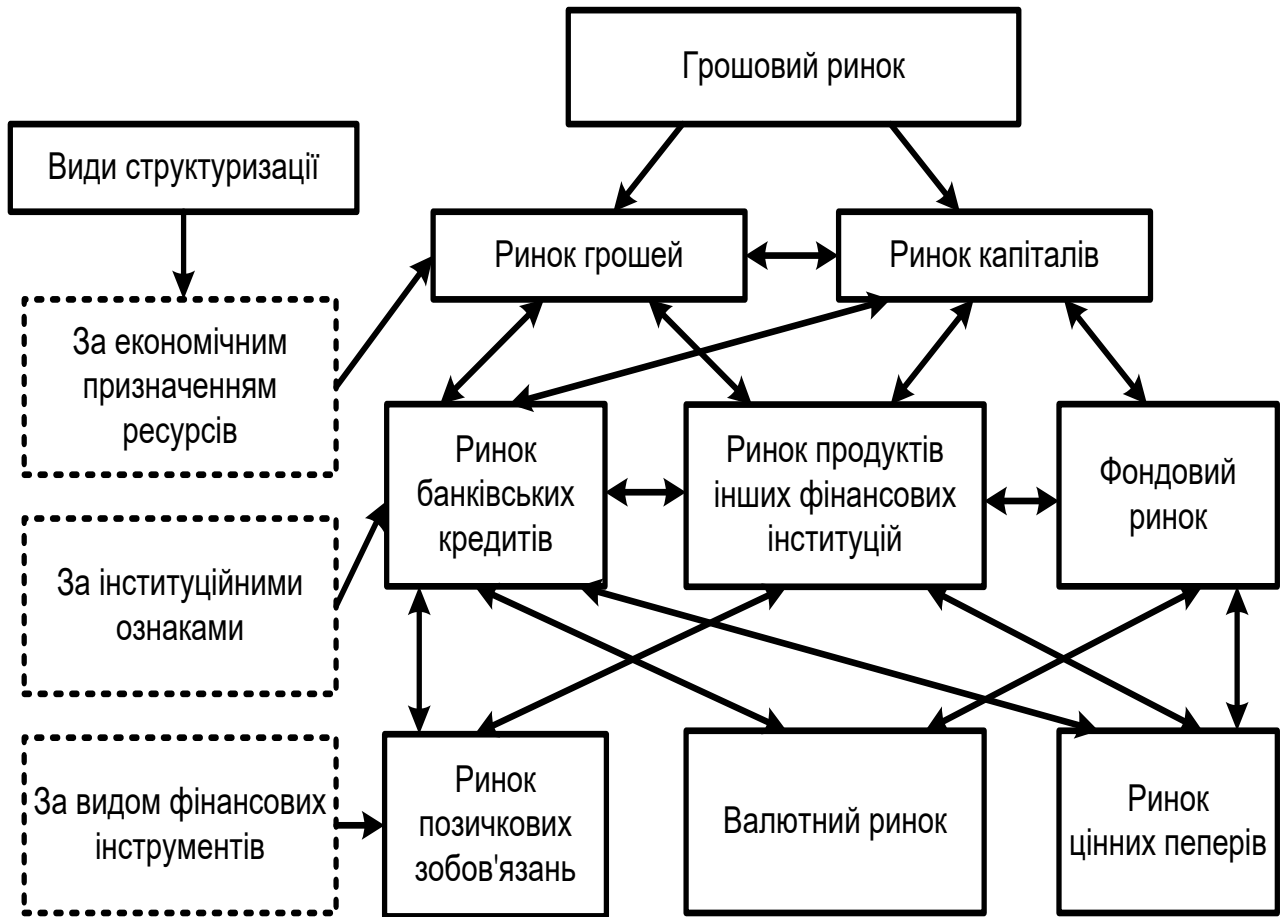 Грошовий ринок
Види структуризації
Ринок грошей
Ринок капіталів
За економічним
призначенням
ресурсів
Ринок
банківських
кредитів
Ринок продуктів
інших фінансових
інституцій
Фондовий
ринок
За інституційними
ознаками
За видом фінансових
інструментів
Ринок
позичкових
зобов'язань
Валютний ринок
Ринок
цінних пеперів